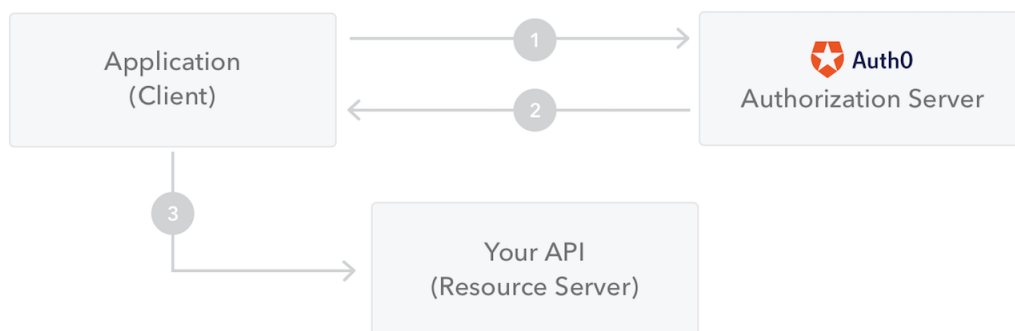 Application
(Client)
1
Auth0
Authorization Server
2
3
Your API
(Resource Server)